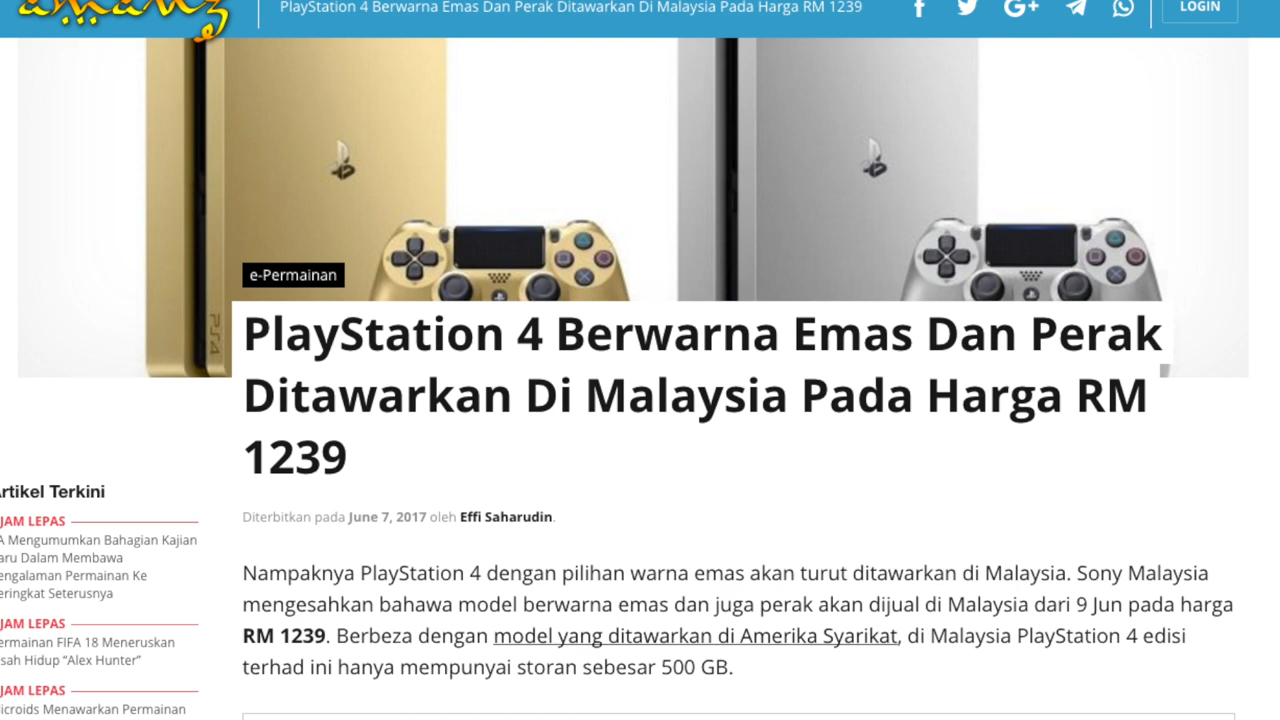 amanz
PlayStation 4 Berwarna Emas Dan Perak Ditawarkan Di Malaysia Pada Harga RM 1239
LOGIN
PS4
e-Permainan
PlayStation 4 Berwarna Emas Dan Perak
Ditawarkan Di Malaysia Pada Harga RM
1239
Diterbitkan pada June 7, 2017 oleh Effi Saharudin.
Nampaknya PlayStation 4 dengan pilihan warna emas akan turut ditawarkan di Malaysia. Sony Malaysia
mengesahkan bahawa model berwarna emas dan juga perak akan dijual di Malaysia dari 9 Jun pada harga
RM 1239. Berbeza dengan model yang ditawarkan di Amerika Syarikat, di Malaysia PlayStation 4 edisi
terhad ini hanya mempunyai storan sebesar 500 GB.
rtikel Terkini
JAM LEPAS
A Mengumumkan Bahagian Kajian
aru Dalam Membawa
engalaman Permainan Ke
eringkat Seterusnya
JAM LEPAS
ermainan FIFA 18 Meneruskan
sah Hidup “Alex Hunter”
JAM LEPAS
icroids Menawarkan Permainan